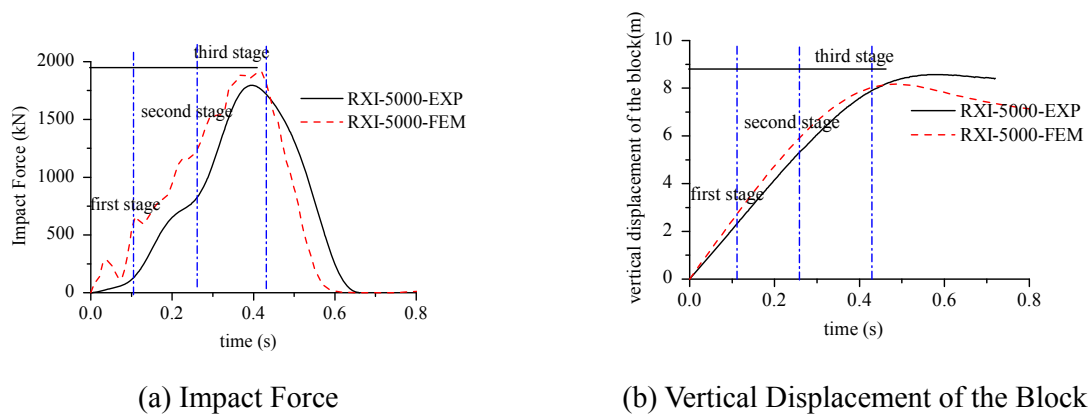 2000
1500
1000
500
0
Impact Force (kN)
third stage
second stage
first stage
RXI-5000-EXP
RXI-5000-FEM
0.0 0.2 0.4 0.6 0.8
time (s)
(a) Impact Force
10
8
6
4
2
0
vertical displacement of the block(m)
third stage
second stage
first stage
RXI-5000-EXP
RXI-5000-FEM
0.0 0.2 0.4 0.6 0.8
time (s)
(b) Vertical Displacement of the Block